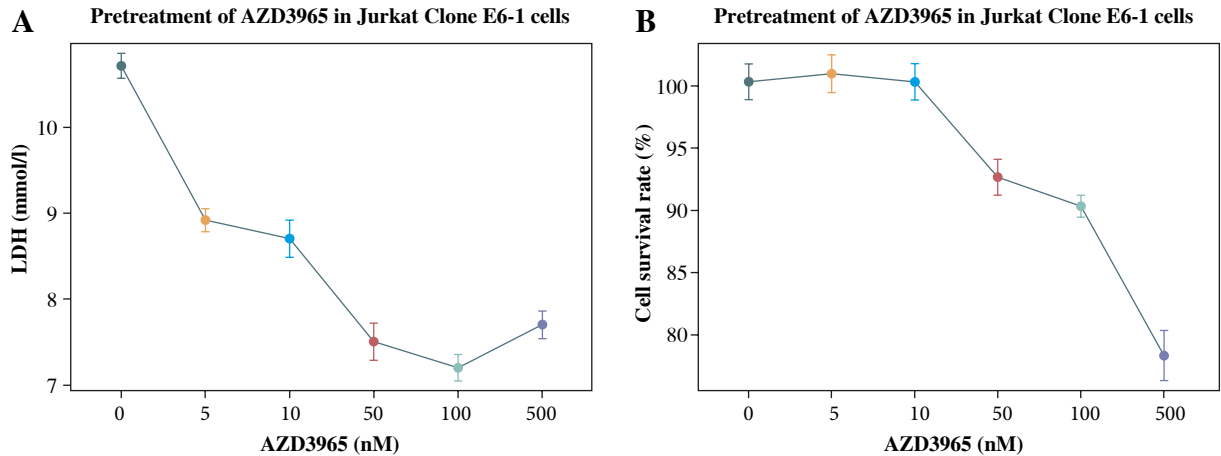 A
Pretreatment of AZD3965 in Jurkat Clone E6-1 cells
LDH (mmol/l)
10
9
8
7
0 5 10 50 100 500
AZD3965 (nM)
B
Pretreatment of AZD3965 in Jurkat Clone E6-1 cells
Cell survival rate (%)
100
95
90
85
80
0 5 10 50 100 500
AZD3965 (nM)